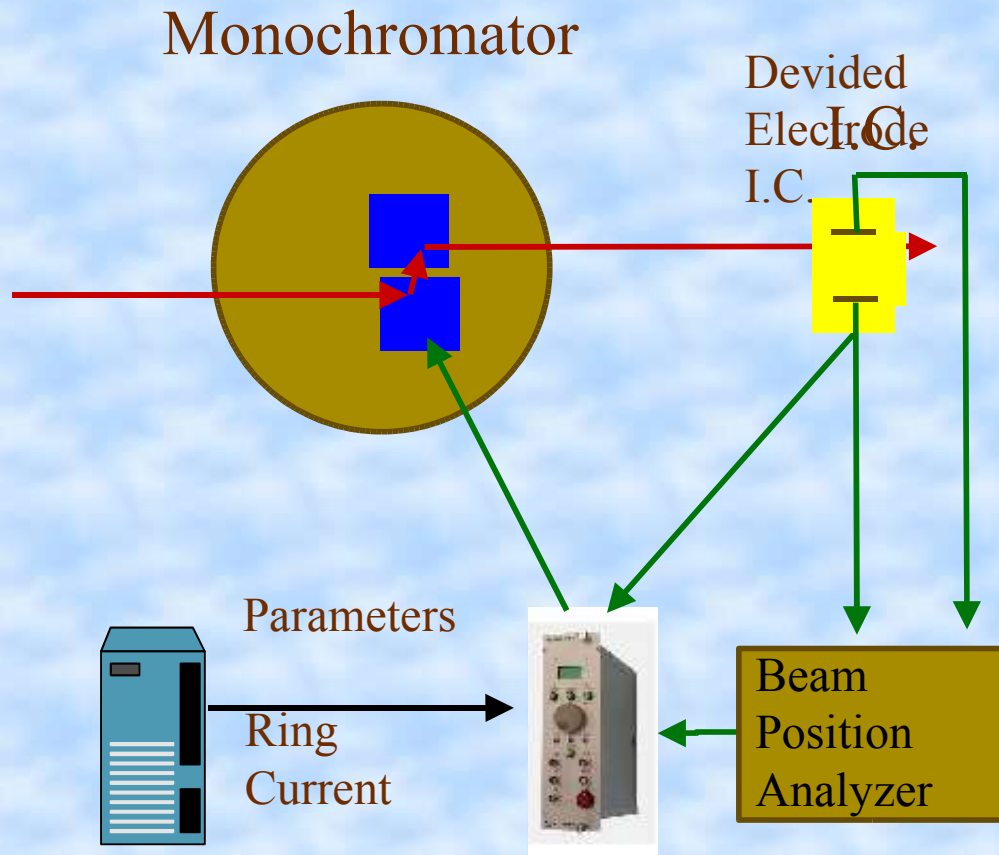 Monochromator
Devided
Electrode
I.C.
I.C.
Parameters
Ring
Current
Beam
Position
Analyzer